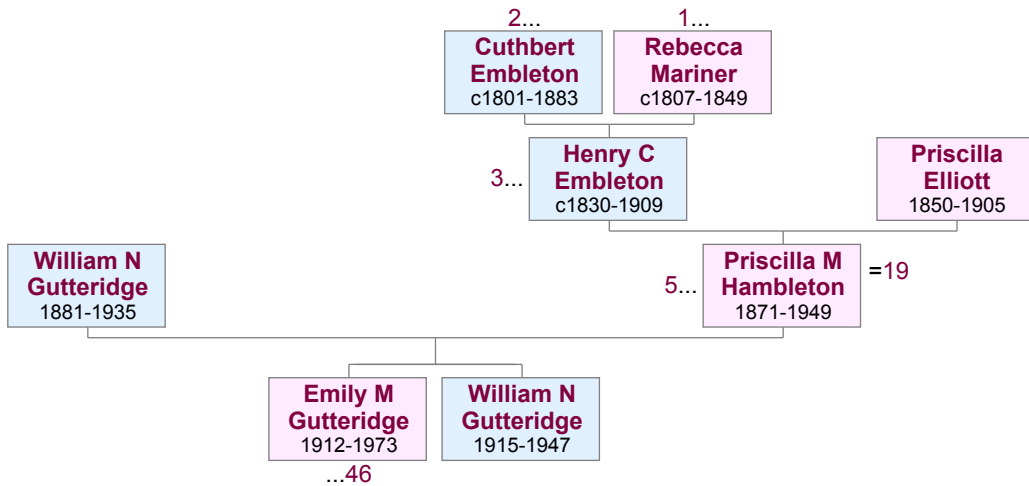 2...
1...
Cuthbert
Embleton
c1801-1883
Rebecca
Mariner
c1807-1849
3...
Henry C
Embleton
c1830-1909
Priscilla
Elliott
1850-1905
William N
Gutteridge
1881-1935
5...
Priscilla M
Hambleton
1871-1949
=19
Emily M
Gutteridge
1912-1973
...46
William N
Gutteridge
1915-1947